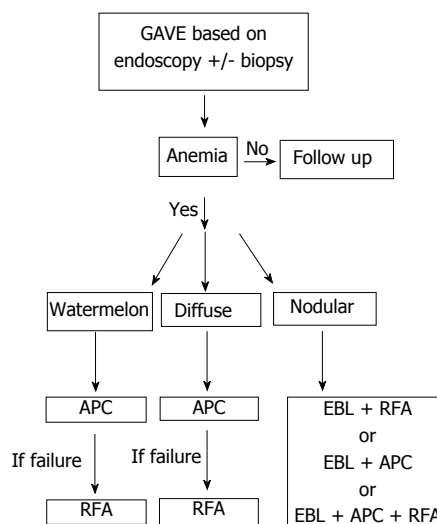 GAVE based on
endoscopy +/- biopsy
Anemia
No
Follow up
Yes
Watermelon
Diffuse
Nodular
APC
APC
EBL + RFA
or
EBL + APC
or
EBL + APC + RFA
If failure
If failure
RFA
RFA